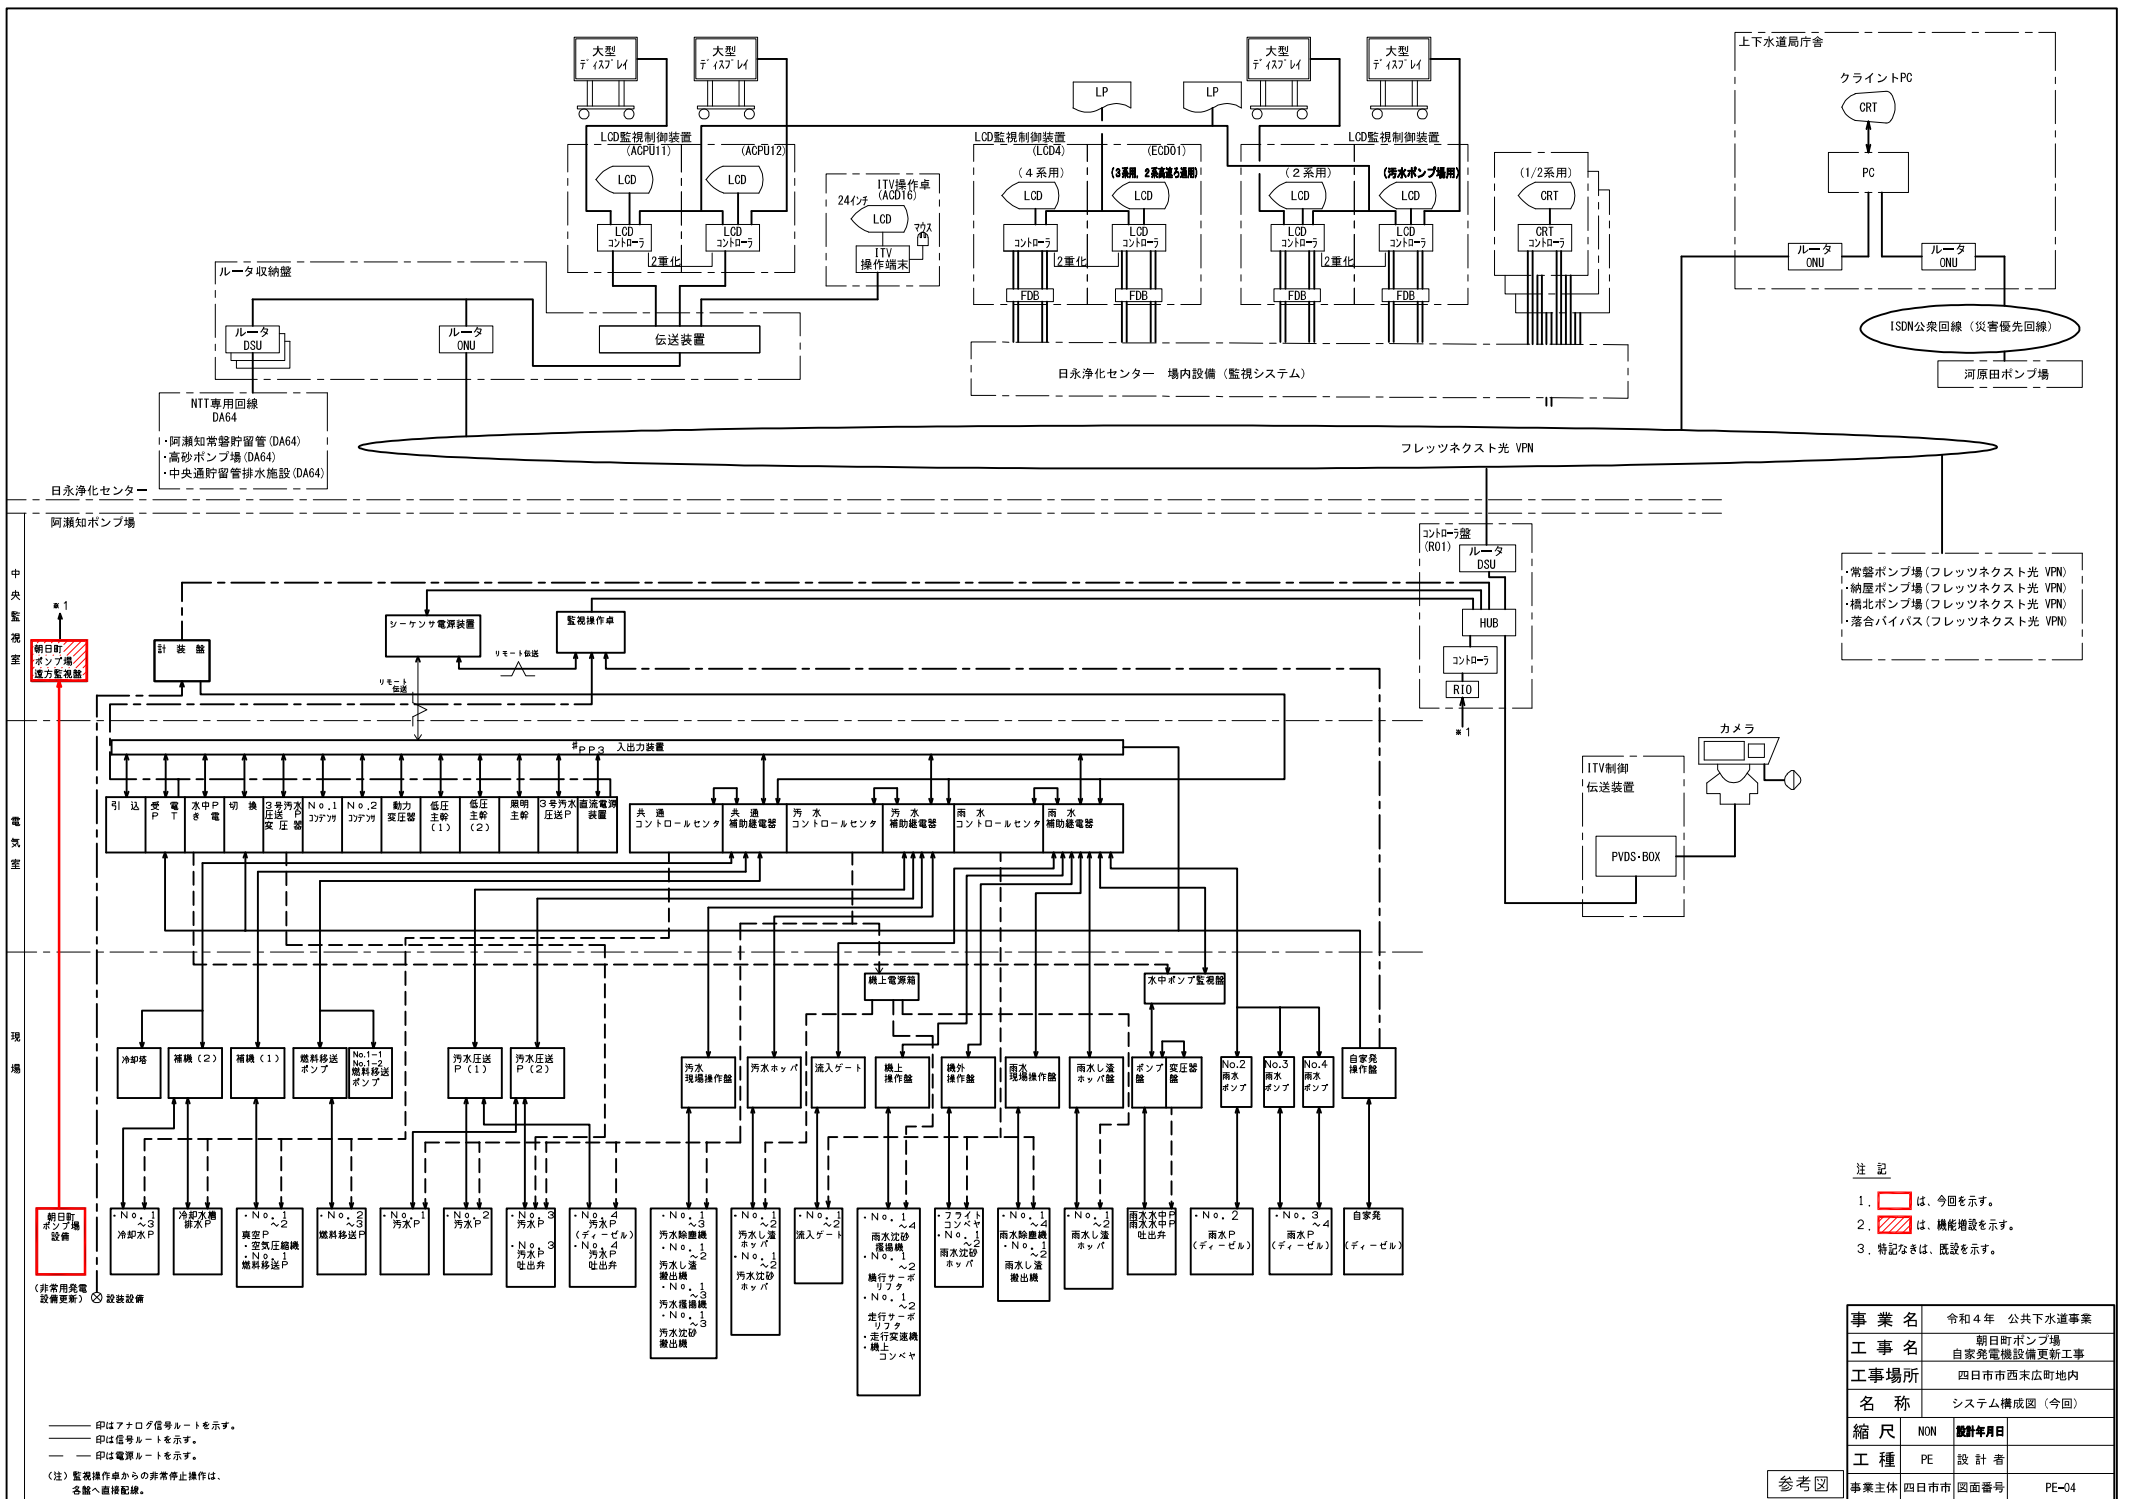 大型
ディスプレイ
大型
ディスプレイ
LP
LP
大型
ディスプレイ
大型
ディスプレイ
上下水道局庁舎
クライントPC
CRT
PC
ルータ
ONU
ルータ
ONU
ISDN公衆回線（災害優先回線）
河原田ポンプ場
LCD監視制御装置
(ACPU11)
(ACPU12)
LCD
LCD
LCD
コントローラ
LCD
コントローラ
2重化
ITV操作卓
(ACD16)
24インチ
LCD
マウス
ITV
操作端末
LCD監視制御装置
(LCD4)
(ECD01)
(４系用)
(3系用, ２系高速ろ過用)
LCD
LCD
コントローラ
LCD
コントローラ
2重化
FDB
FDB
LCD監視制御装置
(２系用)
(汚水ポンプ場用)
LCD
LCD
LCD
コントローラ
LCD
コントローラ
2重化
FDB
FDB
(1/2系用)
CRT
CRT
コントローラ
ルータ収納盤
ルータ
DSU
ルータ
ONU
伝送装置
日永浄化センター　場内設備（監視システム）
NTT専用回線
DA64
・阿瀬知常磐貯留管(DA64)
・高砂ポンプ場(DA64)
・中央通貯留管排水施設(DA64)
フレッツネクスト光 VPN
日永浄化センター
阿瀬知ポンプ場
中央監視室
電気室
現場
コントローラ盤
(R01)
ルータ
DSU
HUB
コントローラ
RIO
※1
・常磐ポンプ場(フレッツネクスト光 VPN)
・納屋ポンプ場(フレッツネクスト光 VPN)
・橋北ポンプ場(フレッツネクスト光 VPN)
・落合バイパス(フレッツネクスト光 VPN)
※1
朝日町
ポンプ場
遠方監視盤
計　装　盤
シーケンサ電源装置
監視操作卓
リモート伝送
リモート
伝送
#PP3　入出力装置
カメラ
ITV制御
伝送装置
PVDS・BOX
引　込
受　電
P　T
水中P
き　電
切　換
3号汚水
圧送P
変圧器
No.1
コンデンサ
No.2
コンデンサ
動力
変圧器
低圧
主幹
(1)
低圧
主幹
(2)
照明
主幹
3号汚水
圧送P
直流電源
装置
共　通
コントロールセンタ
共　通
補助継電器
汚　水
コントロールセンタ
汚　水
補助継電器
雨　水
コントロールセンタ
雨　水
補助継電器
機上電源箱
水中ポンプ監視盤
冷却塔
補機（2）
補機（1）
燃料移送
ポンプ
No.1-1
No.1-2
燃料移送
ポンプ
汚水圧送
P（1）
汚水圧送
P（2）
汚水
現場操作盤
汚水ホッパ
流入ゲート
機上
操作盤
機外
操作盤
雨水
現場操作盤
雨水し渣
ホッパ盤
ポンプ
盤
変圧器
盤
No.2
雨水
ポンプ
No.3
雨水
ポンプ
No.4
雨水
ポンプ
自家発
操作盤
朝日町
ポンプ場
設備
(非常用発電
設備更新)
設装設備
・No.1
～3
冷却水P
冷却水槽
排水P
・No.1
～2
真空P
・空気圧縮機
・No.1
燃料移送P
・No.2
～3
燃料移送P
・No.1
汚水P
・No.2
汚水P
・No.3
汚水P
・No.3
汚水P
吐出弁
・No.4
汚水P
(ディーゼル)
・No.4
汚水P
吐出弁
・No.1
～3
汚水除塵機
・No.1
～2
汚水し渣
搬出機
・No.1
～3
汚水揚揚機
・No.1
～3
汚水沈砂
搬出機
・No.1
～2
汚水し渣
ホッパ
・No.1
～2
汚水沈砂
ホッパ
・No.1
～2
流入ゲート
・No.1
～4
雨水沈砂
揚揚機
・No.1
～2
横行サーボ
リフタ
・No.1
～2
走行サーボ
リフタ
・走行変速機
・機上
コンベヤ
・フライト
コンベヤ
・No.1
～2
雨水沈砂
ホッパ
・No.1
～4
雨水除塵機
・No.1
～2
雨水し渣
搬出機
・No.1
～2
雨水し渣
ホッパ
雨水水中P
雨水水中P
吐出弁
・No.2
雨水P
(ディーゼル)
・No.3
～4
雨水P
(ディーゼル)
自家発
(ディーゼル)
注　記
1．　は、今回を示す。
2．　は、機能増設を示す。
3．特記なきは、既設を示す。
印はアナログ信号ルートを示す。
印は信号ルートを示す。
印は電源ルートを示す。
（注）監視操作卓からの非常停止操作は、
各盤へ直接配線。
参考図
事業名　令和４年　公共下水道事業
工事名　朝日町ポンプ場
自家発電機設備更新工事
工事場所　四日市市西末広町地内
名　称　システム構成図（今回）
縮尺　NON　設計年月日
工種　PE　設計者
事業主体　四日市市　図面番号　PE-04